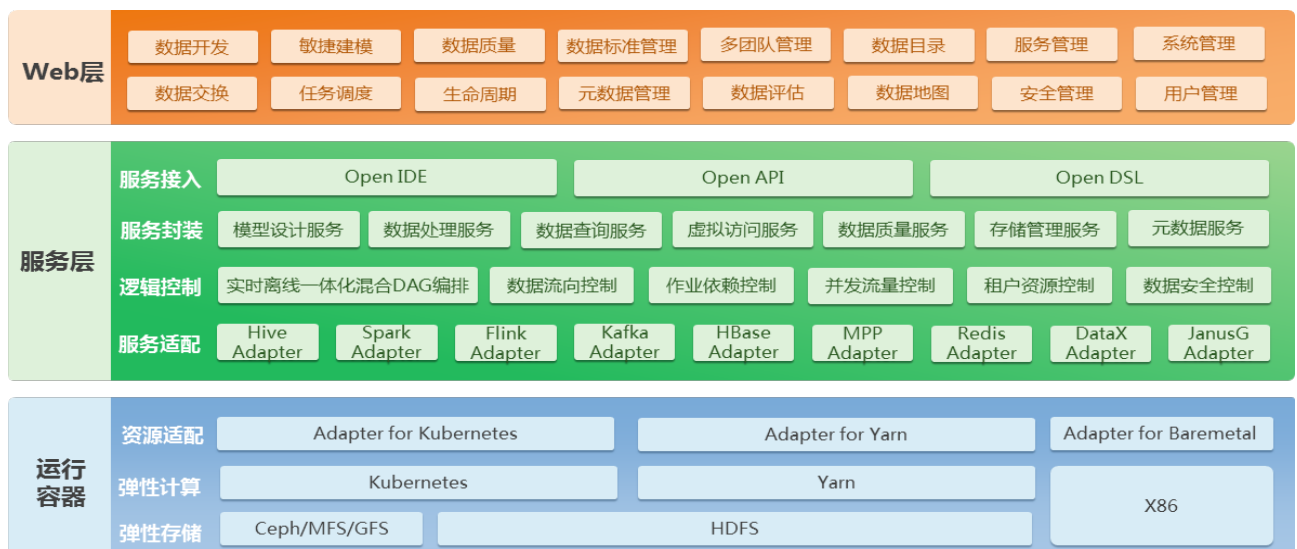 Web层
数据开发 敏捷建模 数据质量 数据标准管理 多团队管理 数据目录 服务管理 系统管理
数据交换 任务调度 生命周期 元数据管理 数据评估 数据地图 安全管理 用户管理
服务层
服务接入 Open IDE Open API Open DSL
服务封装 模型设计服务 数据处理服务 数据查询服务 虚拟访问服务 数据质量服务 存储管理服务 元数据服务
逻辑控制 实时离线一体化混合DAG编排 数据流向控制 作业依赖控制 并发流量控制 租户资源控制 数据安全控制
服务适配 Hive Adapter Spark Adapter Flink Adapter Kafka Adapter HBase Adapter MPP Adapter Redis Adapter DataX Adapter JanusG Adapter
运行
容器
资源适配 Adapter for Kubernetes Adapter for Yarn Adapter for Baremetal
弹性计算 Kubernetes Yarn X86
弹性存储 Ceph/MFS/GFS HDFS